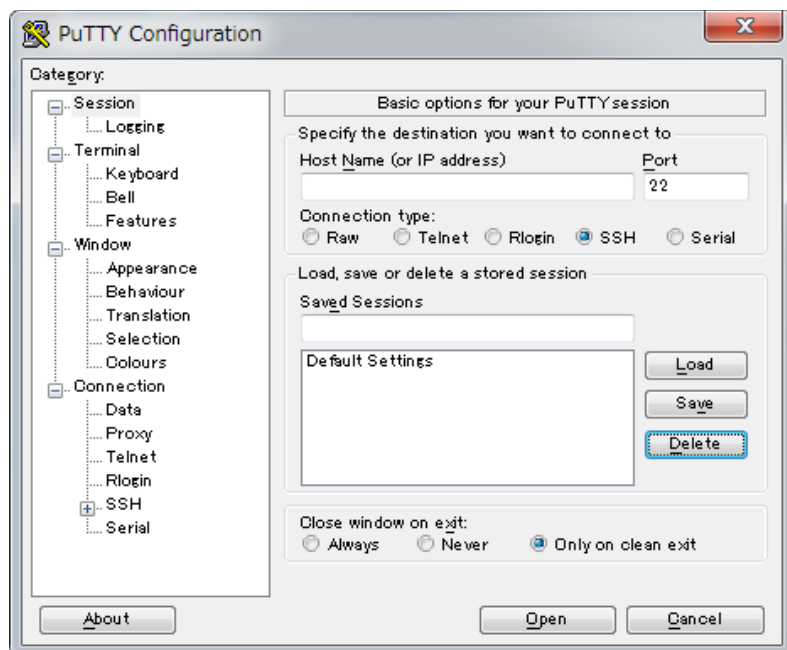 PuTTY Configuration
Category:
Session
Logging
Terminal
Keyboard
Bell
Features
Window
Appearance
Behaviour
Translation
Selection
Colours
Connection
Data
Proxy
Telnet
Rlogin
SSH
Serial
Basic options for your PuTTY session
Specify the destination you want to connect to
Host Name (or IP address) Port
22
Connection type:
Raw Telnet Rlogin SSH Serial
Load, save or delete a stored session
Saved Sessions
Default Settings
Load
Save
Delete
Close window on exit:
Always Never Only on clean exit
About Open Cancel